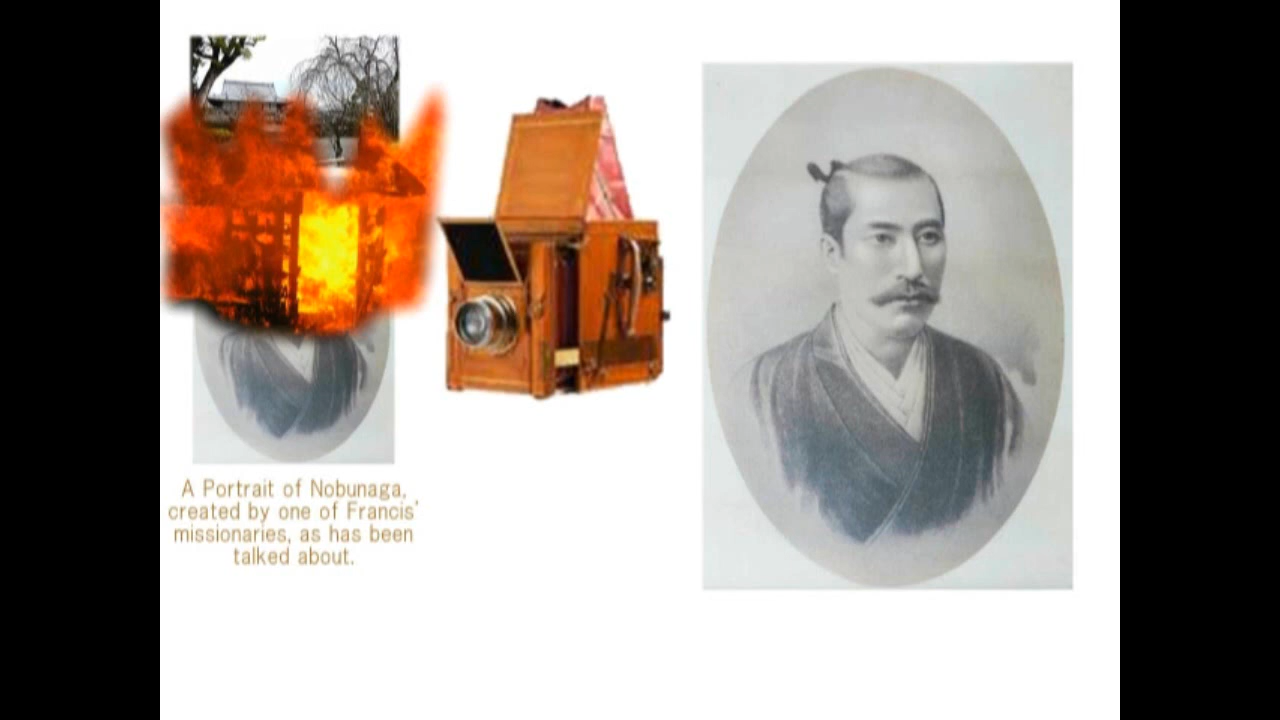 A Portrait of Nobunaga,
created by one of Francis'
missionaries, as has been
talked about.